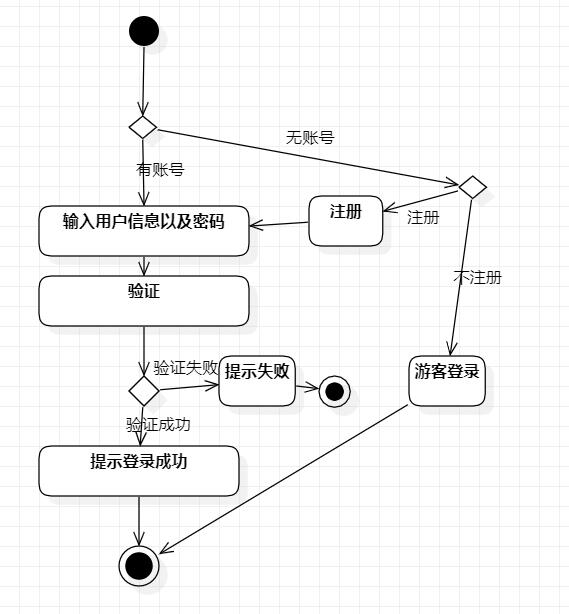 无账号
有账号
输入用户信息以及密码
注册
注册
不注册
验证
验证失败
提示失败
游客登录
验证成功
提示登录成功